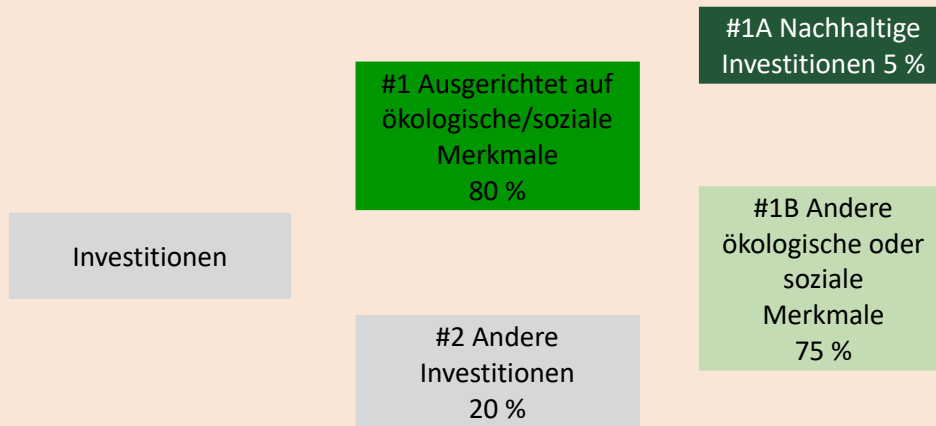 Investitionen
#1 Ausgerichtet auf
ökologische/soziale
Merkmale
80 %
#2 Andere
Investitionen
20 %
#1A Nachhaltige
Investitionen 5 %
#1B Andere
ökologische oder
soziale
Merkmale
75 %